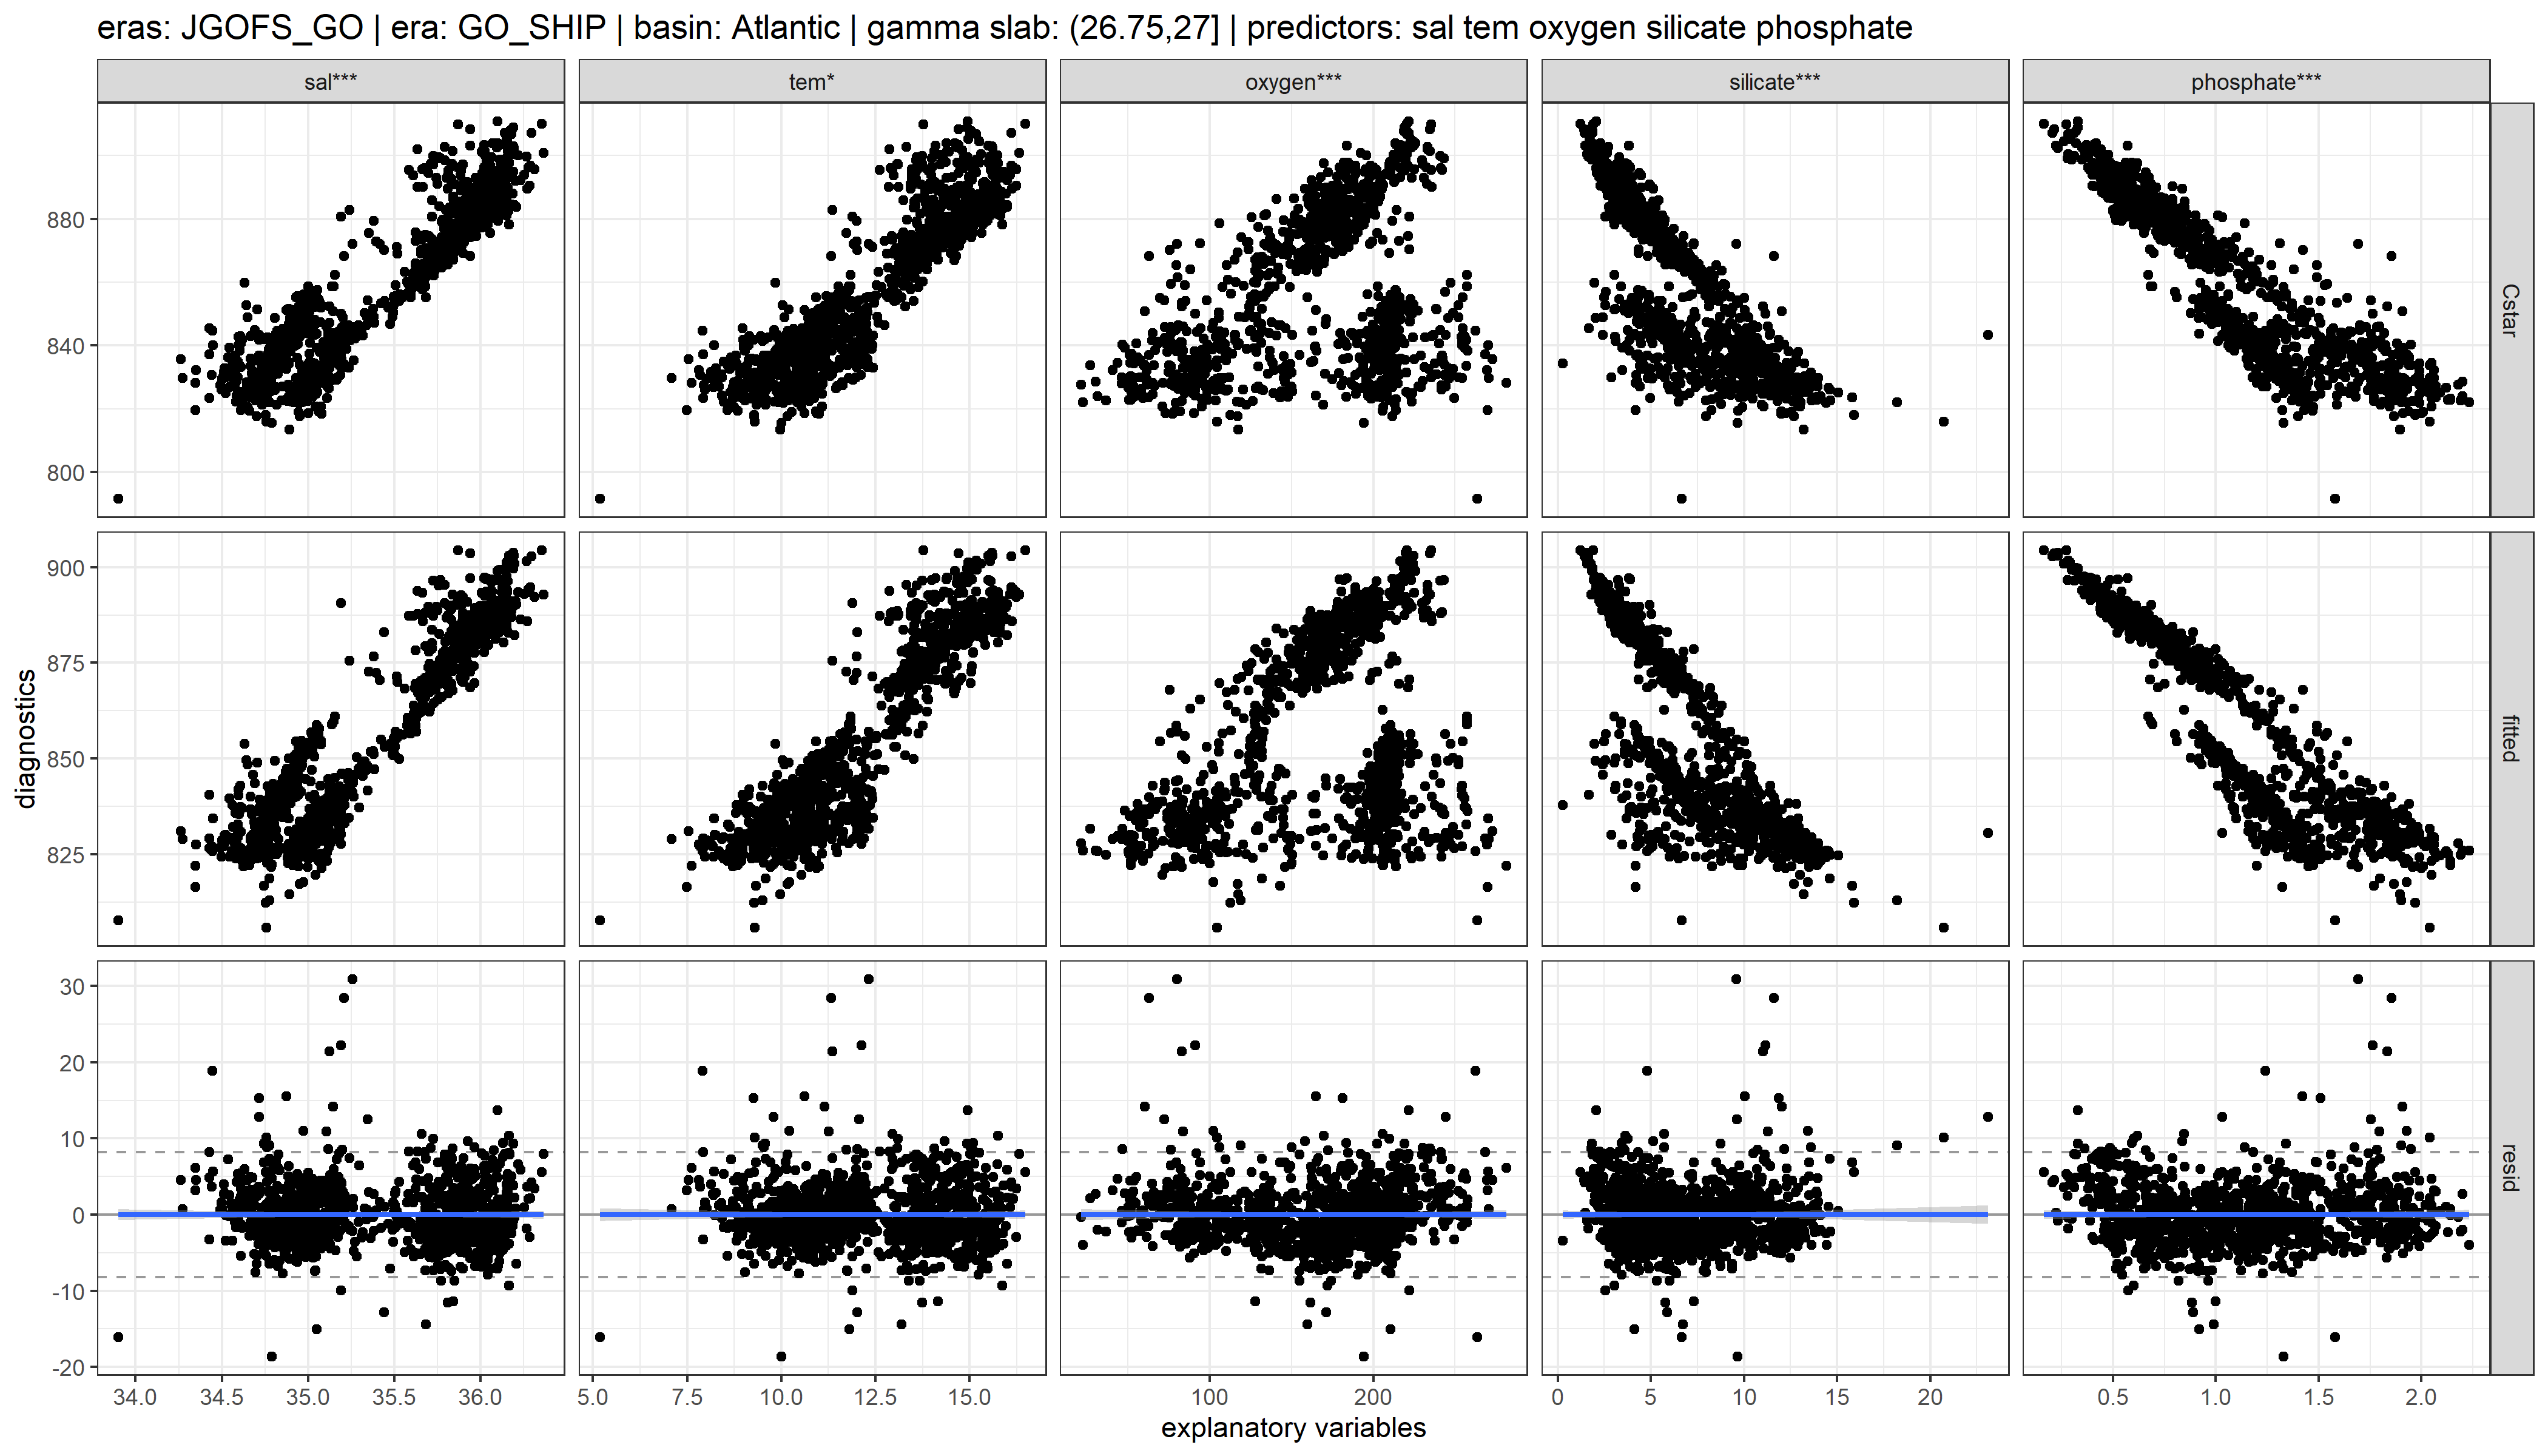 eras: JGOFS_GO | era: GO_SHIP | basin: Atlantic | gamma slab: (26.75,27] | predictors: sal tem oxygen silicate phosphate
sal***
tem*
oxygen***
silicate***
phosphate***
880
840
800
Cstar
900
875
850
825
fitted
diagnostics
30
20
10
0
-10
-20
resid
34.0 34.5 35.0 35.5 36.0
5.0 7.5 10.0 12.5 15.0
100 200
0 5 10 15 20
0.5 1.0 1.5 2.0
explanatory variables